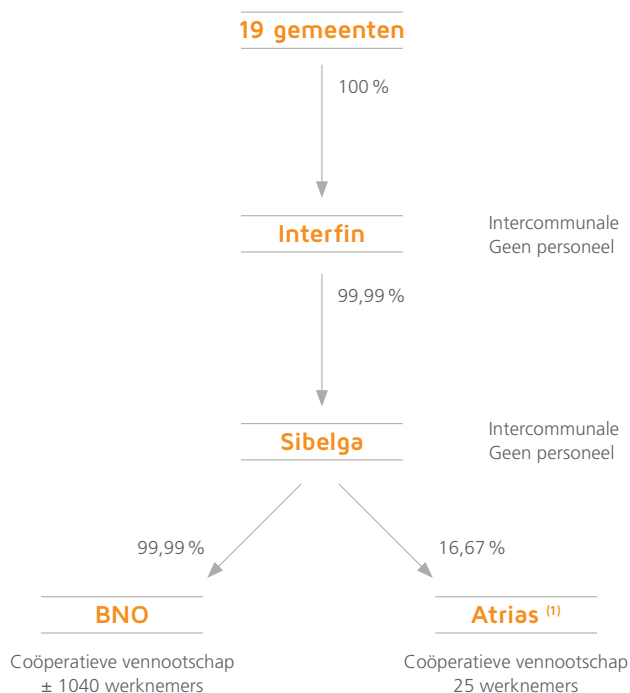 19 gemeenten
100 %
Interfin
Intercommunale
Geen personeel
99,99 %
Sibelga
Intercommunale
Geen personeel
99,99 %
16,67 %
BNO
Atrias (1)
Coöperatieve vennootschap
± 1040 werknemers
Coöperatieve vennootschap
25 werknemers